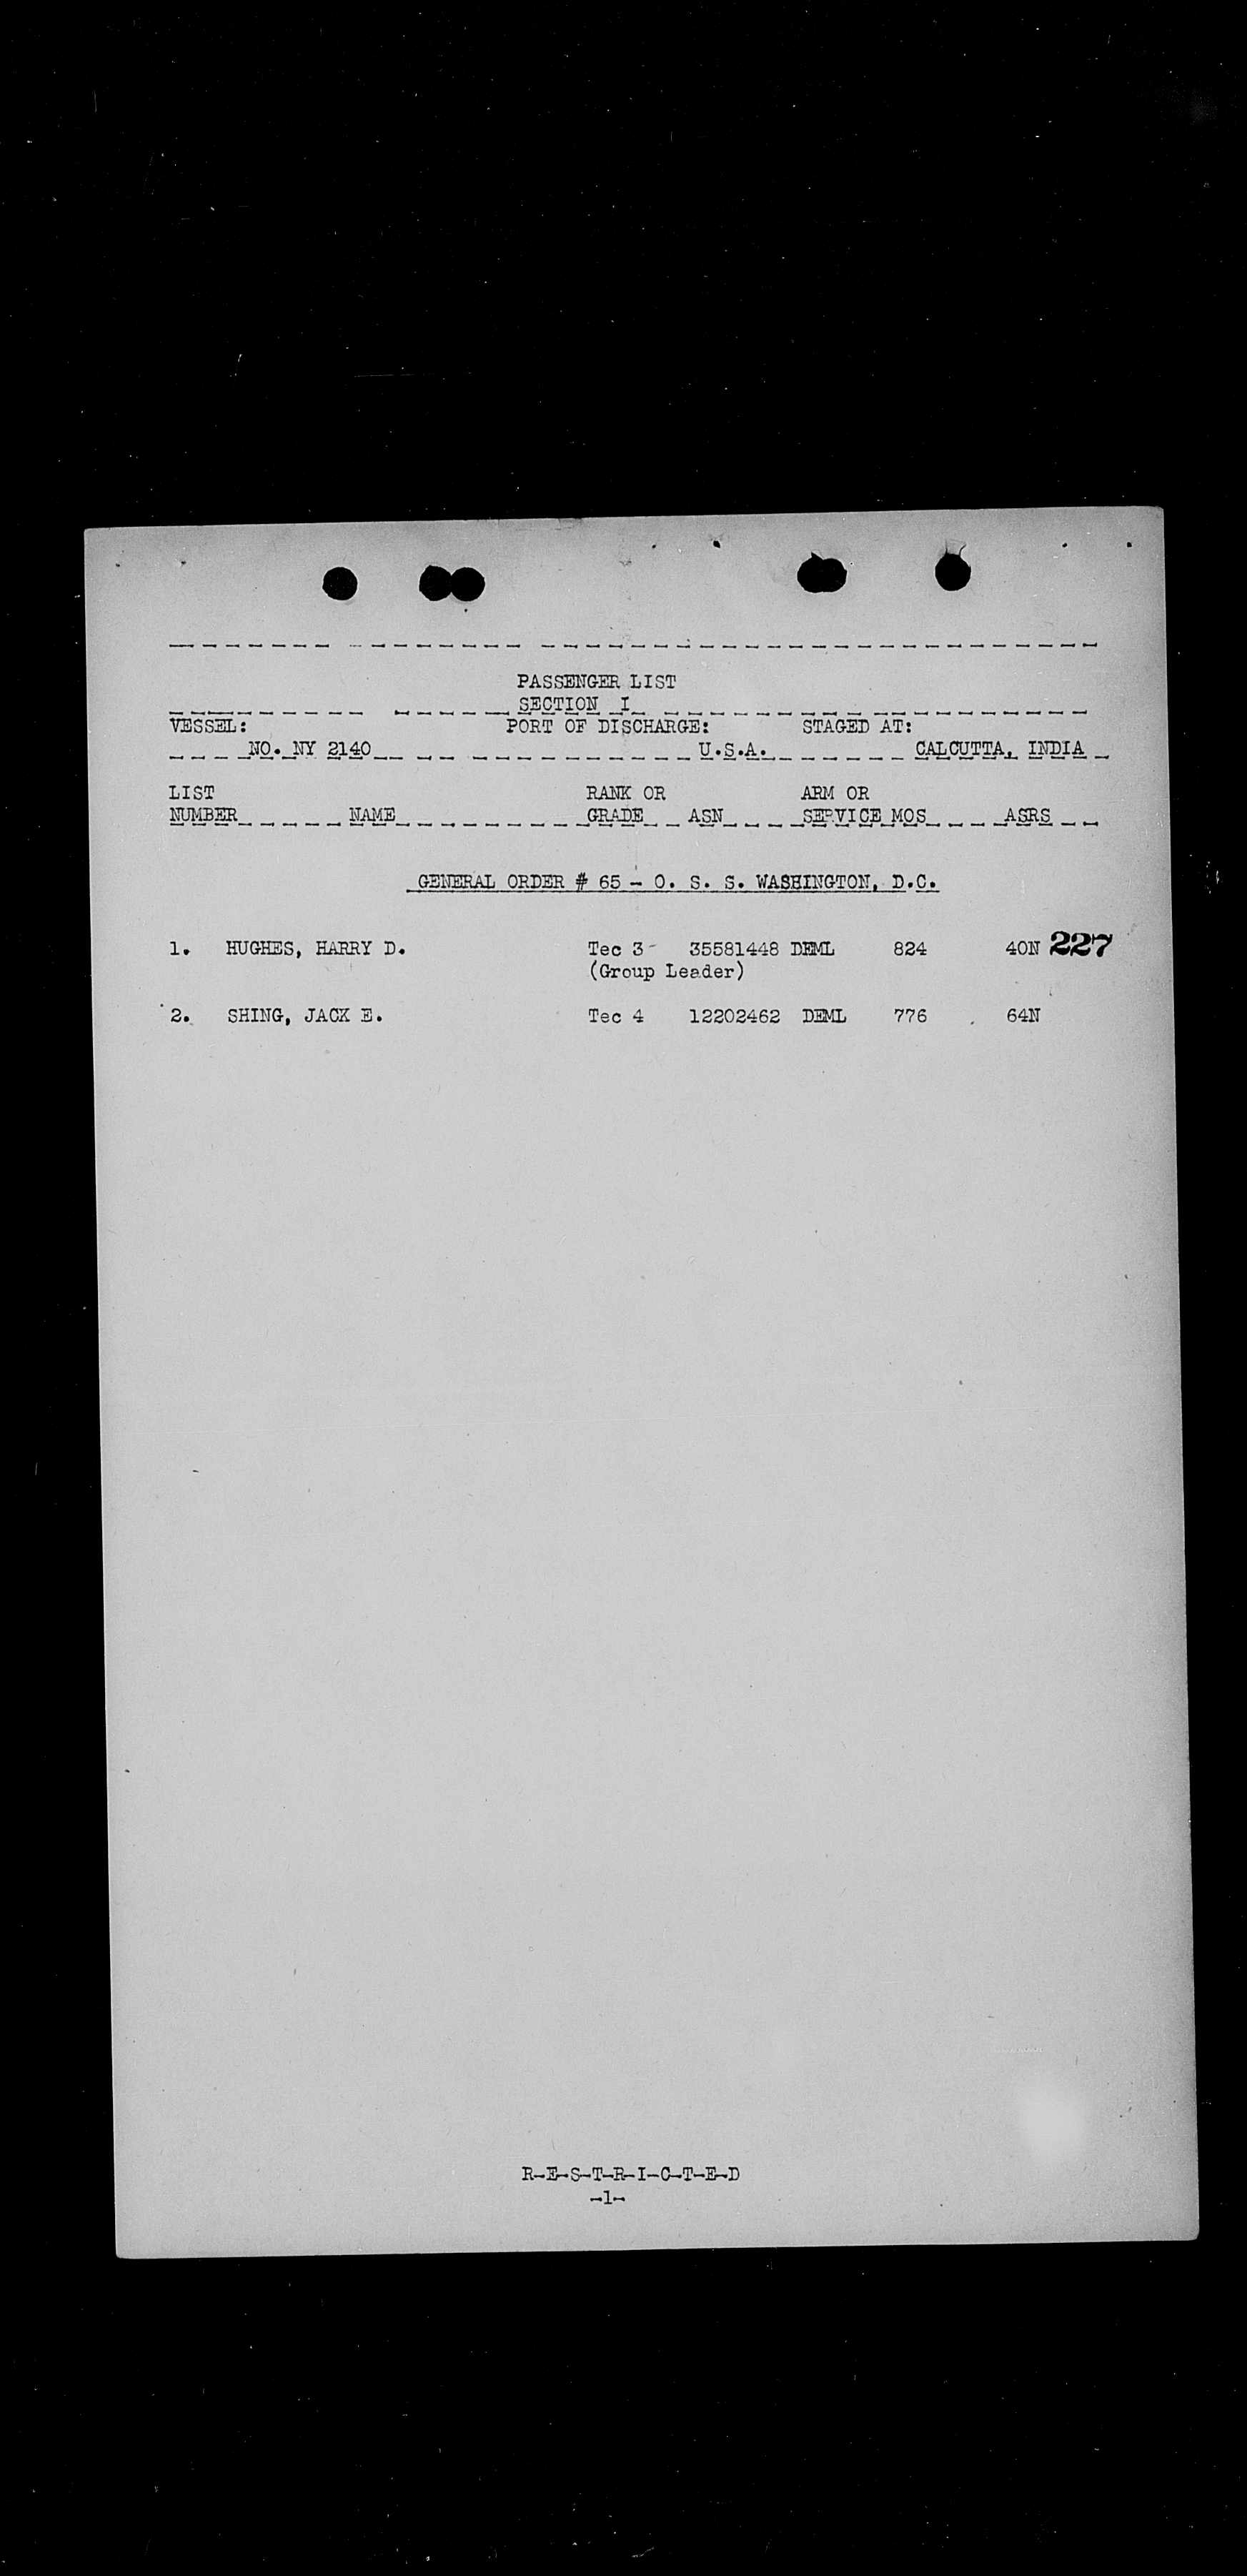 PASSENGER LIST
SECTION I
VESSEL: PORT OF DISCHARGE: STAGED AT:
NO. NY 2140 U.S.A. CALCUTTA, INDIA
LIST RANK OR ARM OR
NUMBER NAME GRADE ASN SERVICE MOS ASRS
GENERAL ORDER # 65 - O. S. S. WASHINGTON, D.C.
1. HUGHES, HARRY D. Tec 3 35581448 DEML 824 40N 227
(Group Leader)
2. SHING, JACK E. Tec 4 12202462 DEML 776 64N
R-E-S-T-R-I-C-T-E-D
-1-